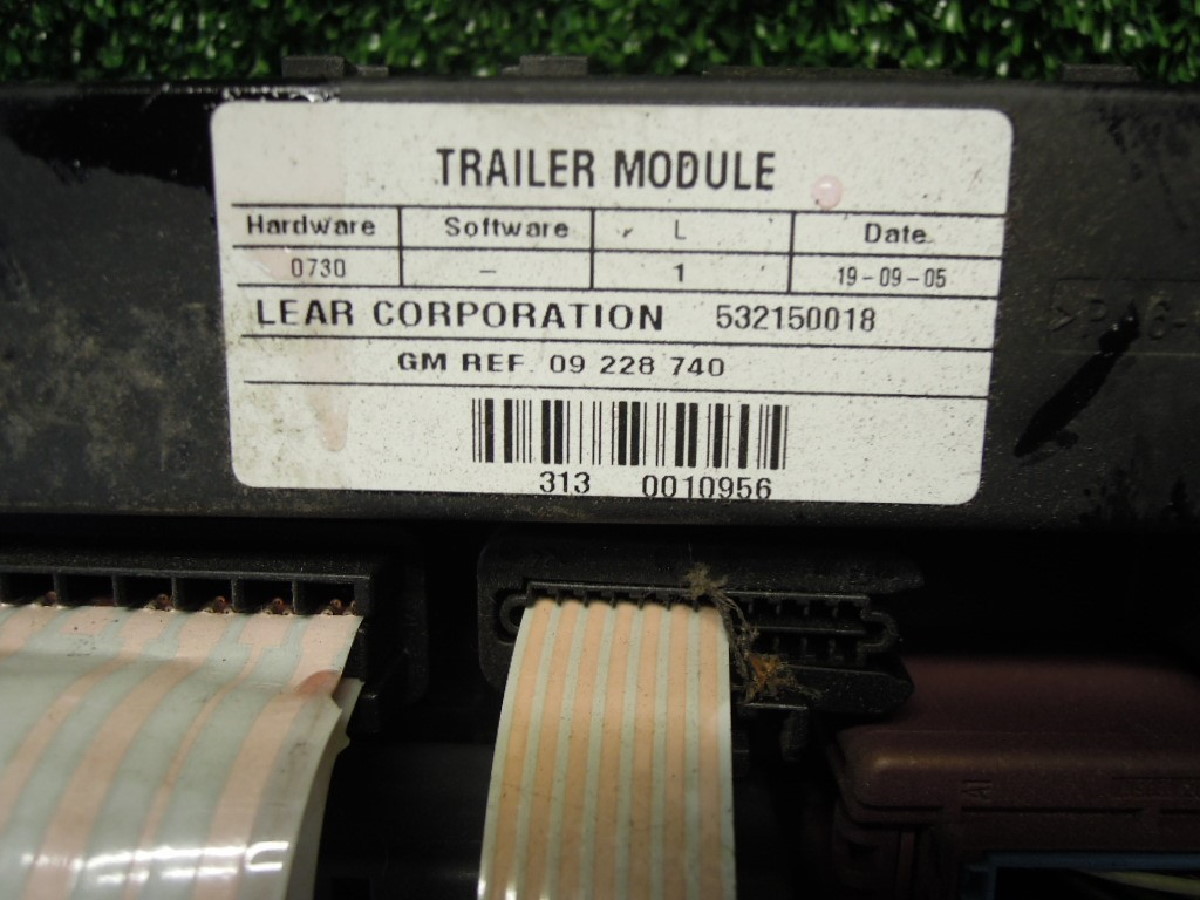 TRAILER MODULE
Hardware Software L Date
0730 – 1 19-09-05
LEAR CORPORATION 532150018
GM REF. 09 228 740
313 0010956